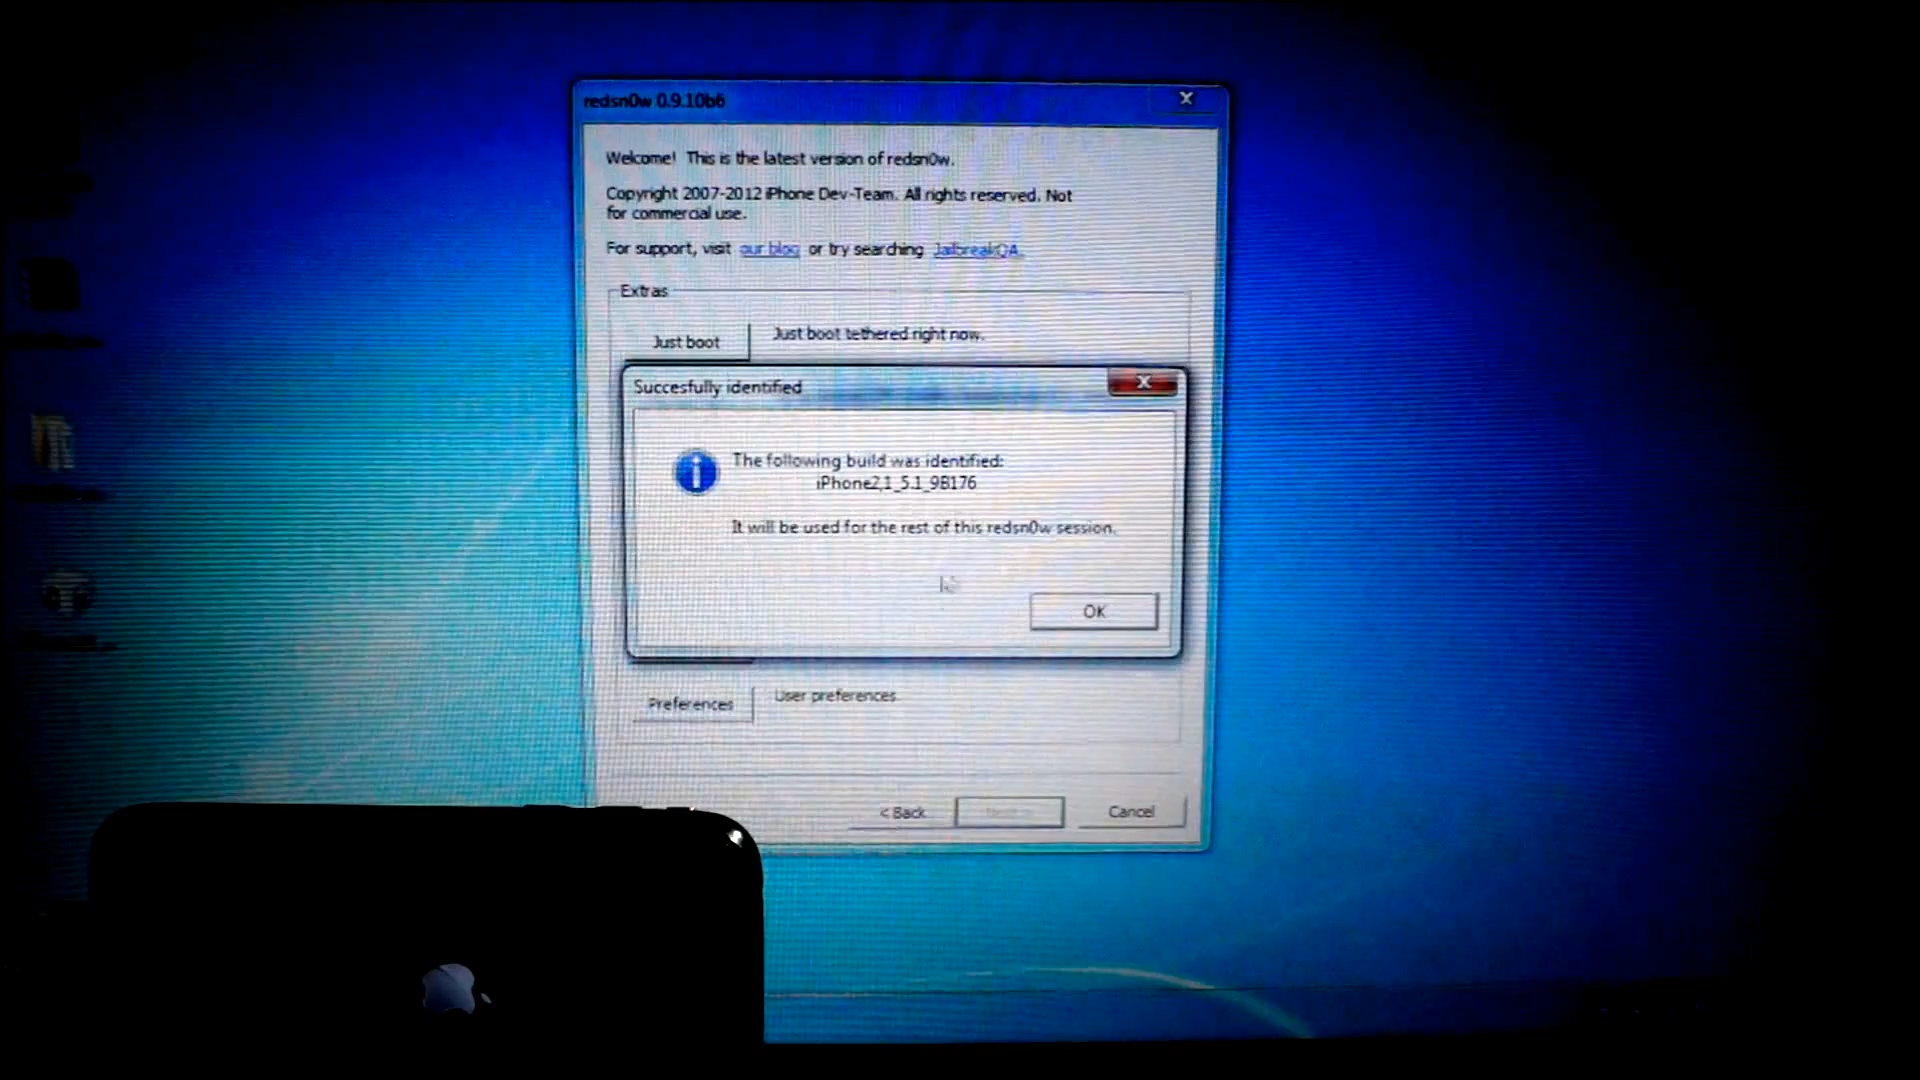 redsn0w 0.9.10b6
Welcome! This is the latest version of redsn0w.
Copyright 2007-2012 iPhone Dev-Team. All rights reserved. Not
for commercial use.
For support, visit our blog or try searching JailbreakQA.
Extras
Just boot
Just boot tethered right now.
Succesfully identified
The following build was identified:
iPhone2,1_5.1_9B176
It will be used for the rest of this redsn0w session.
OK
Preferences
User preferences
< Back
Cancel